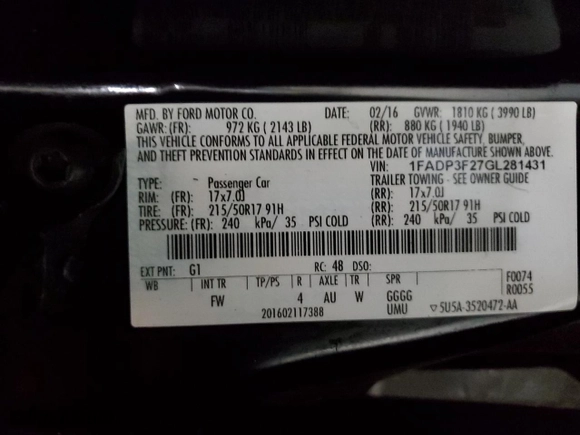 MFD. BY FORD MOTOR CO. DATE: 02/16 GVWR: 1810 KG ( 3990 LB)
GAWR: (FR): 972 KG ( 2143 LB) (RR): 880 KG ( 1940 LB)
THIS VEHICLE CONFORMS TO ALL APPLICABLE FEDERAL MOTOR VEHICLE SAFETY, BUMPER,
AND THEFT PREVENTION STANDARDS IN EFFECT ON THE DATE OF MANUFACTURE SHOWN ABOVE.
VIN: 1FADP3F27GL281431
TYPE: Passenger Car TRAILER TOWING - SEE OWNER GUIDE
RIM: (FR): 17x7.0J (RR): 17x7.0J
TIRE: (FR): 215/50R17 91H (RR): 215/50R17 91H
PRESSURE: (FR): 240 kPa/ 35 PSI COLD (RR): 240 kPa/ 35 PSI COLD
EXT PNT: G1 RC: 48 DSO: F0074
WB INT TR TP/PS R AXLE TR SPR R0055
FW 4 AU W GGGG
201602117388 UMU ▽5U5A-3520472-AA